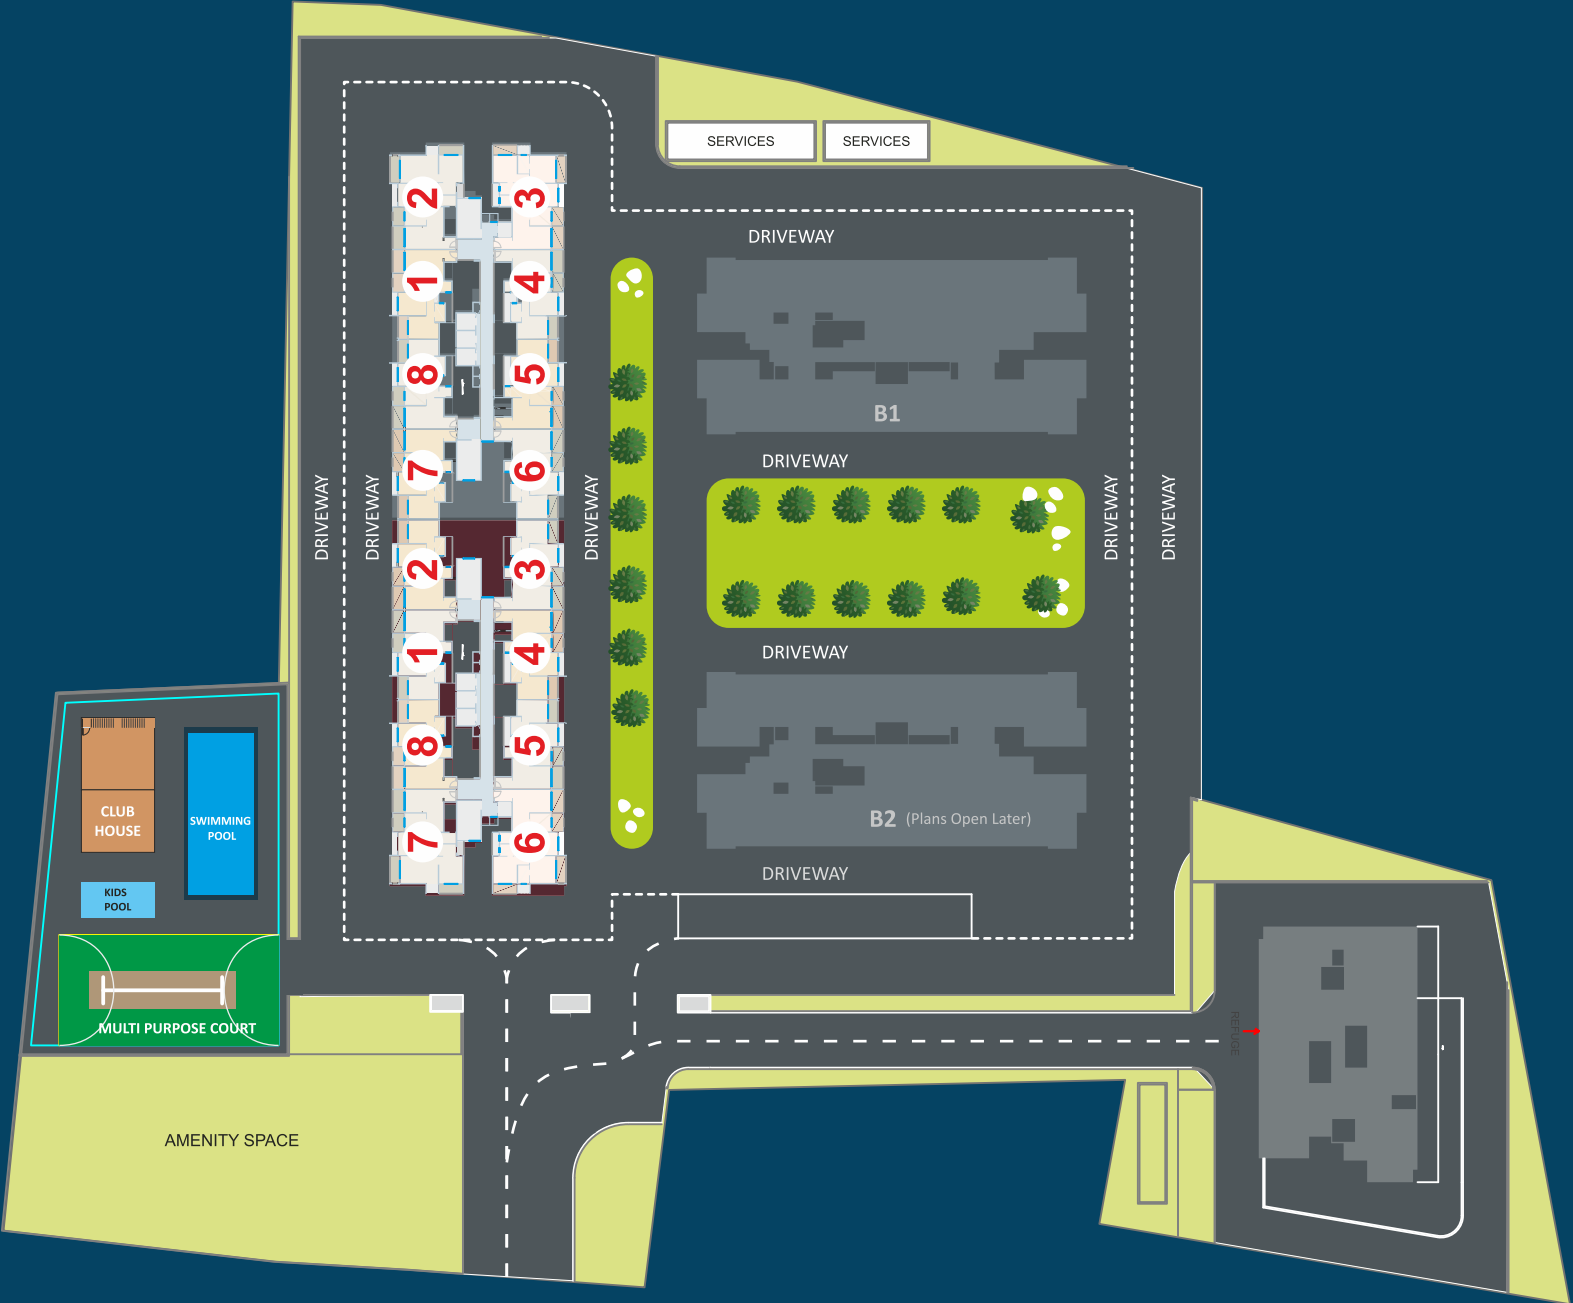 SERVICES
SERVICES
2
3
DRIVEWAY
1
4
8
5
B1
7
6
DRIVEWAY
DRIVEWAY
DRIVEWAY
DRIVEWAY
DRIVEWAY
DRIVEWAY
2
3
1
4
DRIVEWAY
8
5
CLUB
HOUSE
SWIMMING
POOL
B2 (Plans Open Later)
7
6
DRIVEWAY
KIDS
POOL
MULTI PURPOSE COURT
REFUGE
AMENITY SPACE